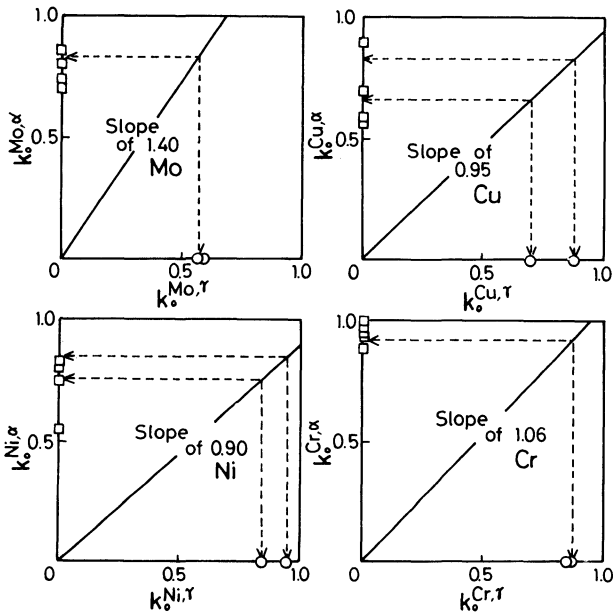 1.0
0.5
0
0.5
1.0
k₀^Mo,α
k₀^Mo,γ
Slope
of 1.40
Mo
1.0
0.5
0
0.5
1.0
k₀^Cu,α
k₀^Cu,γ
Slope of
0.95
Cu
1.0
0.5
0
0.5
1.0
k₀^Ni,α
k₀^Ni,γ
Slope
of 0.90
Ni
1.0
0.5
0
0.5
1.0
k₀^Cr,α
k₀^Cr,γ
Slope
of 1.06
Cr